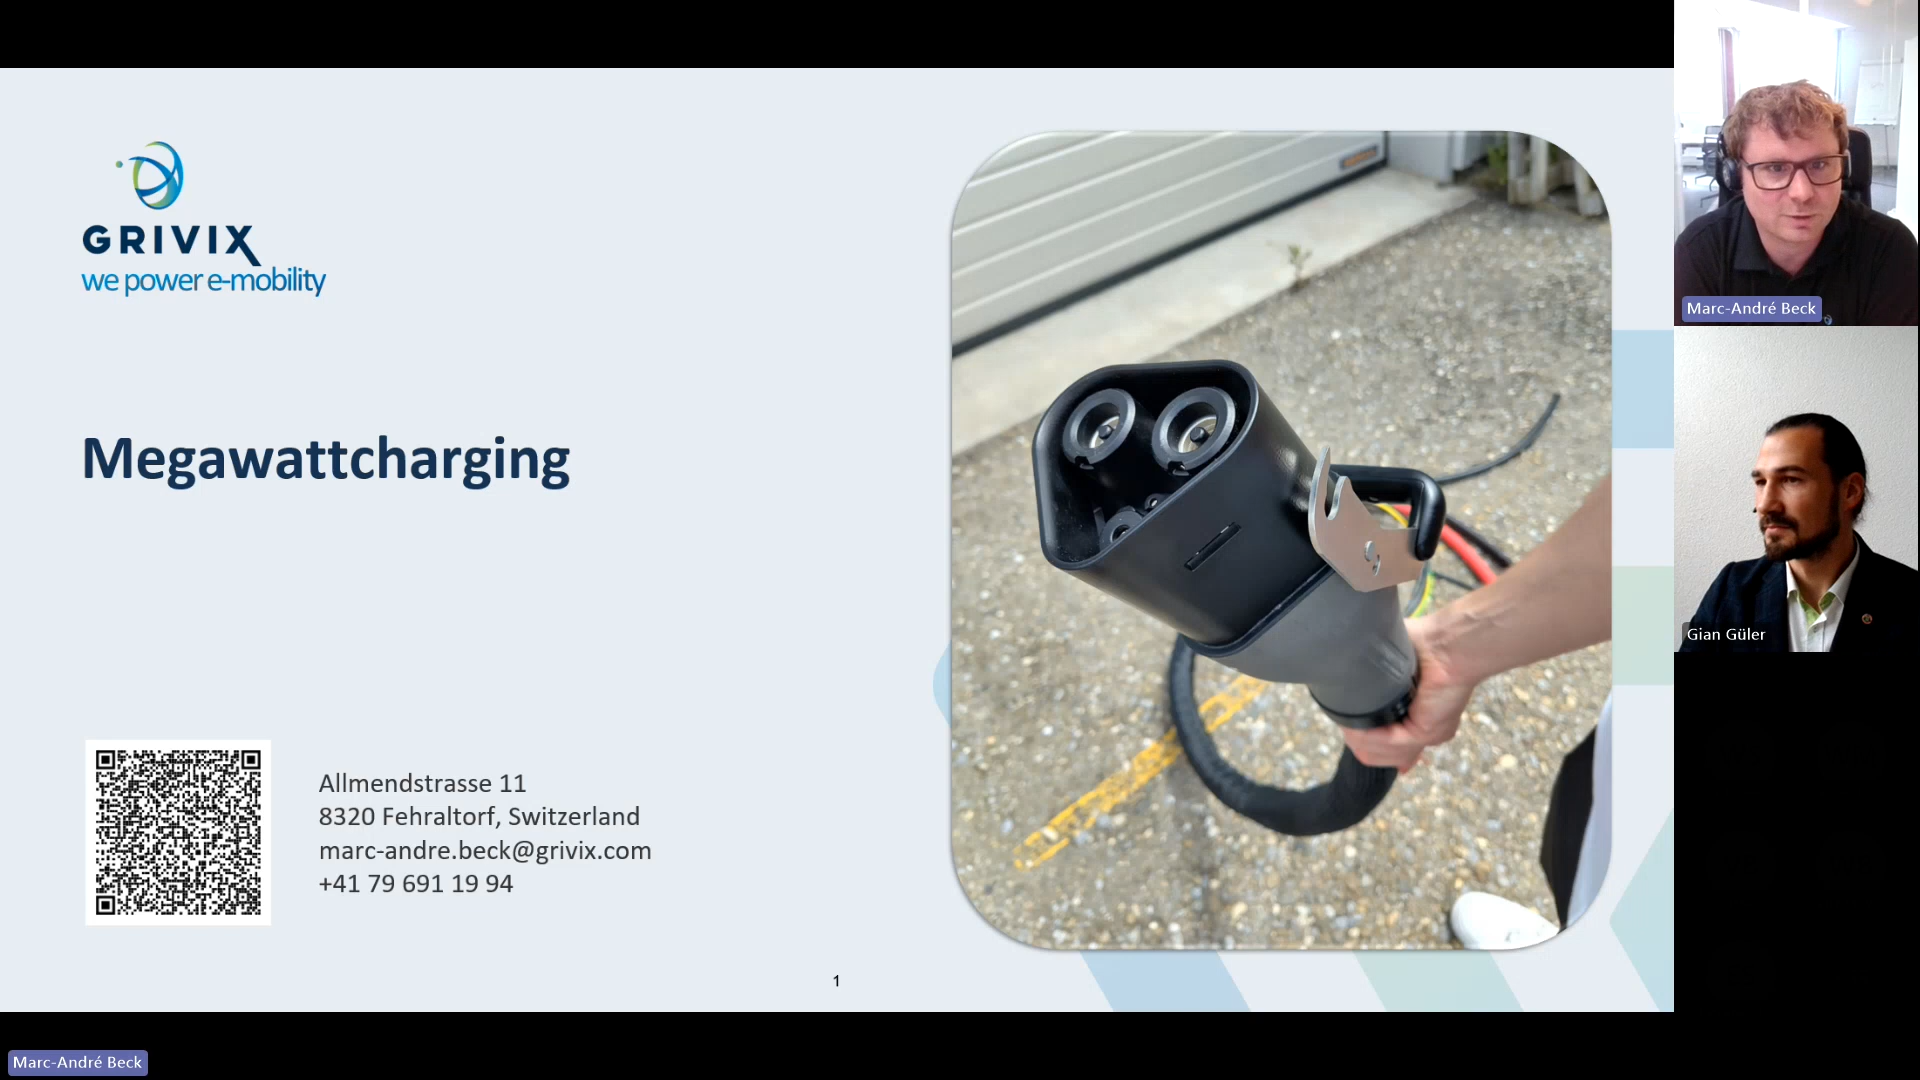 GRIVIX
we power e-mobility
Megawattcharging
Allmendstrasse 11
8320 Fehraltorf, Switzerland
marc-andre.beck@grivix.com
+41 79 691 19 94
1
Marc-André Beck
Gian Güler
Marc-André Beck